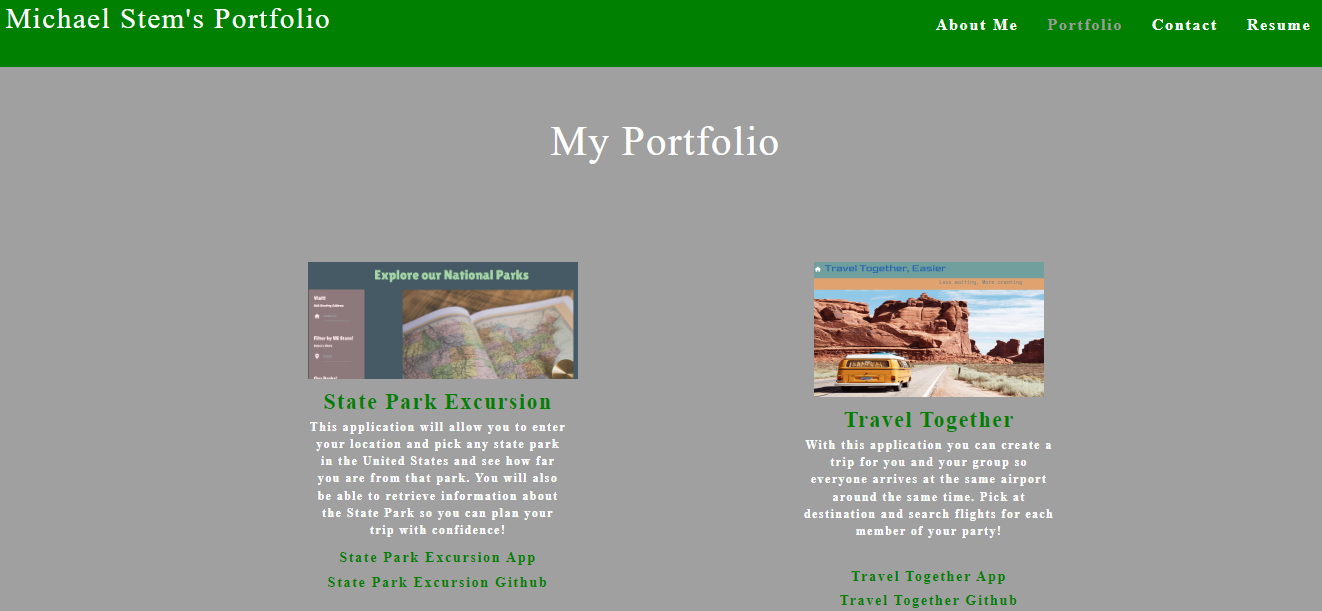 Michael Stem's Portfolio
About Me Portfolio Contact Resume
My Portfolio
Explore our National Parks
State Park Excursion
This application will allow you to enter
your location and pick any state park
in the United States and see how far
you are from that park. You will also
be able to retrieve information about
the State Park so you can plan your
trip with confidence!
State Park Excursion App
State Park Excursion Github
Travel Together, Easier
Less waiting, More traveling
Travel Together
With this application you can create a
trip for you and your group so
everyone arrives at the same airport
around the same time. Pick at
destination and search flights for each
member of your party!
Travel Together App
Travel Together Github